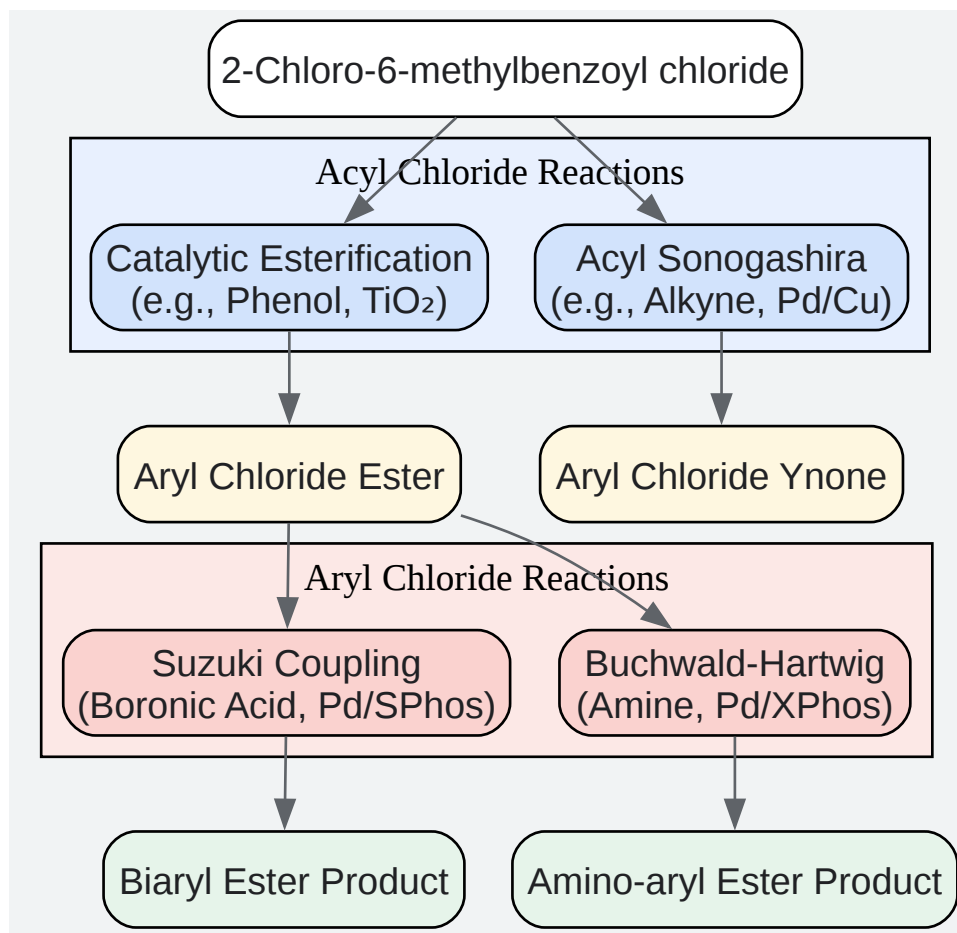 2-Chloro-6-methylbenzoyl chloride
Acyl Chloride Reactions
Catalytic Esterification
(e.g., Phenol, TiO₂)
Acyl Sonogashira
(e.g., Alkyne, Pd/Cu)
Aryl Chloride Ester
Aryl Chloride Ynone
Aryl Chloride Reactions
Suzuki Coupling
(Boronic Acid, Pd/SPhos)
Buchwald-Hartwig
(Amine, Pd/XPhos)
Biaryl Ester Product
Amino-aryl Ester Product